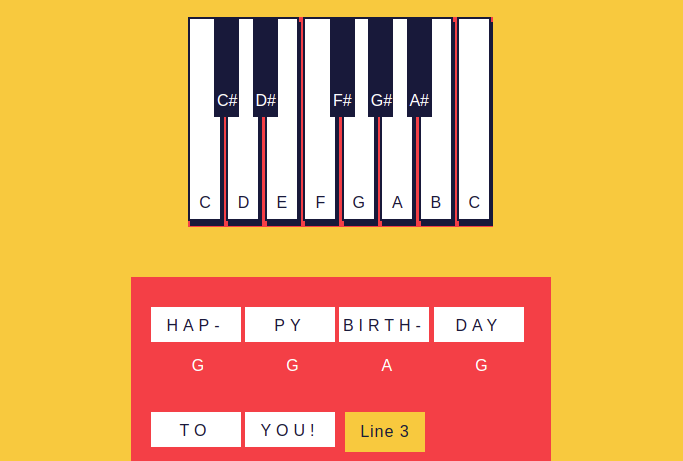 C# D# F# G# A#
C D E F G A B C
HAP- PY BIRTH- DAY
G G A G
TO YOU! Line 3